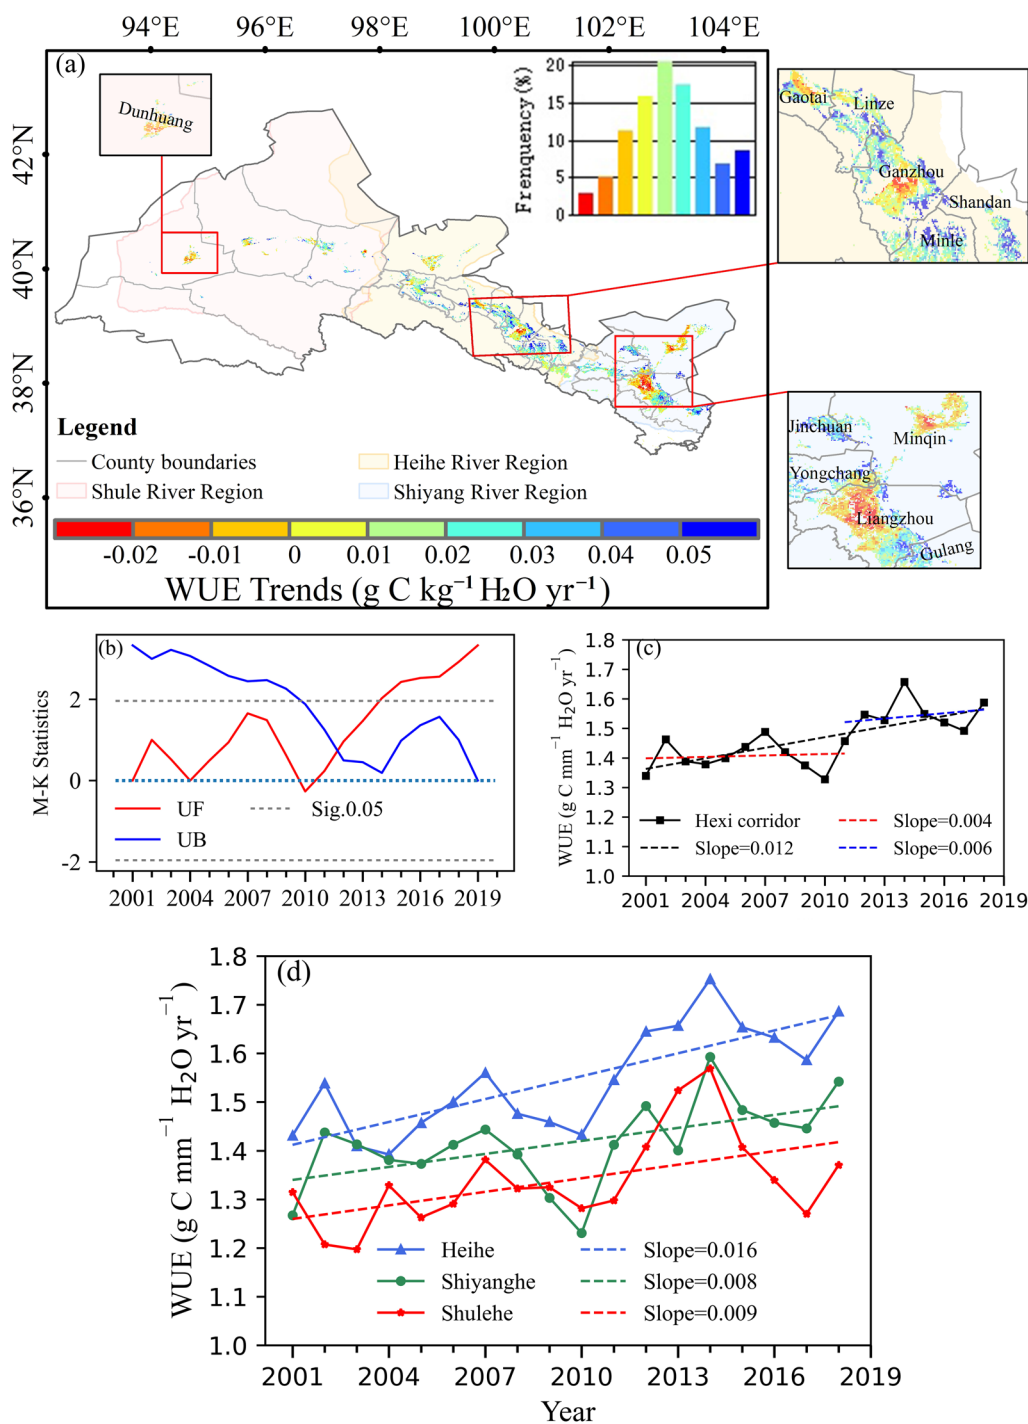 94°E 96°E 98°E 100°E 102°E 104°E
(a)
42°N
40°N
38°N
36°N
Dunhuang
Frenquency(%)
20
15
10
5
0
Gaotai
Linze
Ganzhou
Shandan
Minle
Jinchuan
Minqin
Yongchang
Liangzhou
Gulang
Legend
County boundaries
Heihe River Region
Shule River Region
Shiyang River Region
-0.02 -0.01 0 0.01 0.02 0.03 0.04 0.05
WUE Trends (g C kg⁻¹ H₂O yr⁻¹)
(b)
M-K Statistics
2
0
-2
UF
Sig.0.05
UB
2001 2004 2007 2010 2013 2016 2019
(c)
WUE (g C mm⁻¹ H₂O yr⁻¹)
1.8
1.7
1.6
1.5
1.4
1.3
1.2
1.1
1.0
Hexi corridor
Slope=0.004
Slope=0.012
Slope=0.006
2001 2004 2007 2010 2013 2016 2019
(d)
WUE (g C mm⁻¹ H₂O yr⁻¹)
1.8
1.7
1.6
1.5
1.4
1.3
1.2
1.1
1.0
Heihe
Slope=0.016
Shiyanghe
Slope=0.008
Shulehe
Slope=0.009
2001 2004 2007 2010 2013 2016 2019
Year